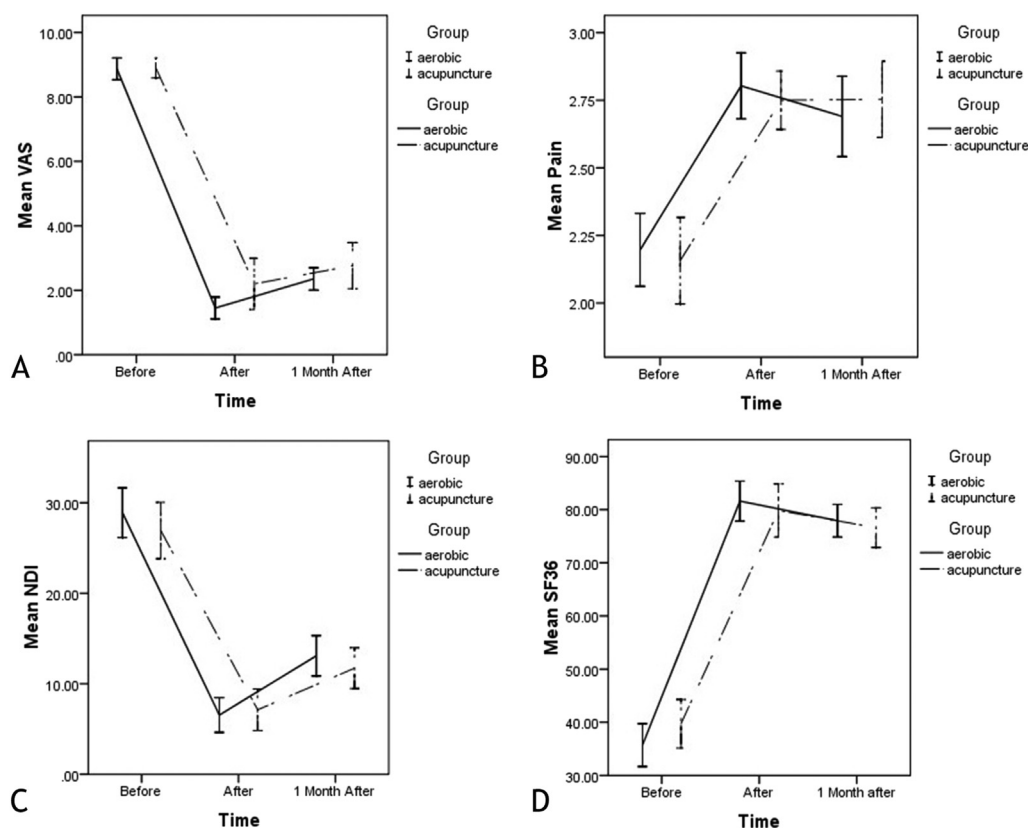 A
Mean VAS
10.00
8.00
6.00
4.00
2.00
.00
Before
After
1 Month After
Time
Group
aerobic
acupuncture
Group
aerobic
acupuncture
B
Mean Pain
3.00
2.75
2.50
2.25
2.00
Before
After
1 Month After
Time
Group
aerobic
acupuncture
Group
aerobic
acupuncture
C
Mean NDI
30.00
20.00
10.00
.00
Before
After
1 Month After
Time
Group
aerobic
acupuncture
Group
aerobic
acupuncture
D
Mean SF36
90.00
80.00
70.00
60.00
50.00
40.00
30.00
Before
After
1 Month after
Time
Group
aerobic
acupuncture
Group
aerobic
acupuncture